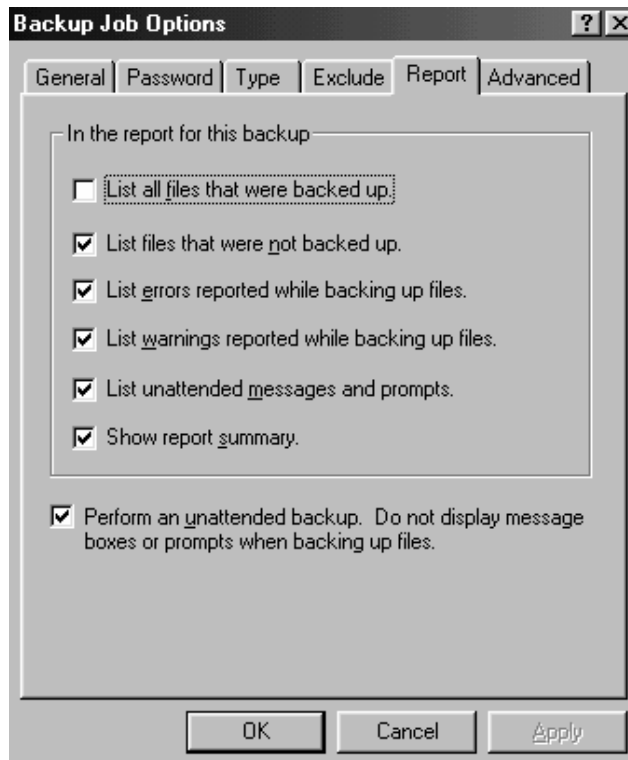 Backup Job Options
General Password Type Exclude Report Advanced
In the report for this backup
List all files that were backed up.
List files that were not backed up.
List errors reported while backing up files.
List warnings reported while backing up files.
List unattended messages and prompts.
Show report summary.
Perform an unattended backup. Do not display message
boxes or prompts when backing up files.
OK Cancel Apply